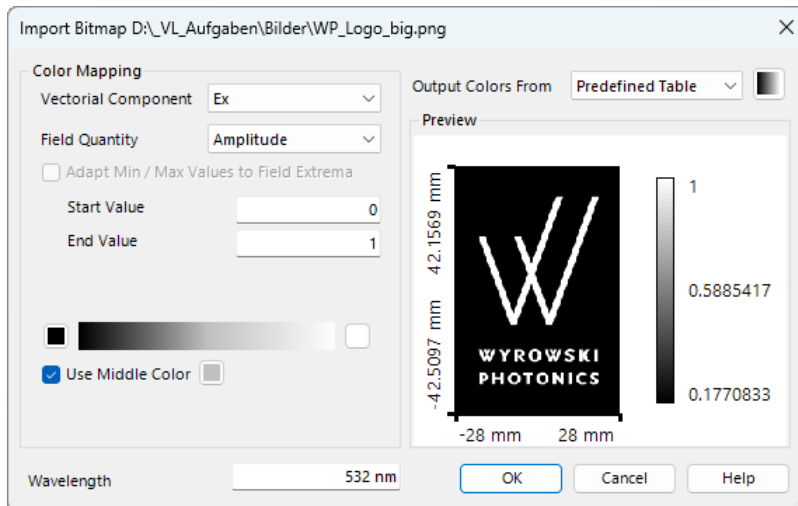 Import Bitmap D:\_VL_Aufgaben\Bilder\WP_Logo_big.png
Color Mapping
Vectorial Component Ex
Field Quantity Amplitude
Adapt Min / Max Values to Field Extrema
Start Value 0
End Value 1
Use Middle Color
Wavelength 532 nm
Output Colors From Predefined Table
Preview
42.1569 mm
-42.5097 mm
WYROWSKI
PHOTONICS
-28 mm 28 mm
1
0.5885417
0.1770833
OK Cancel Help